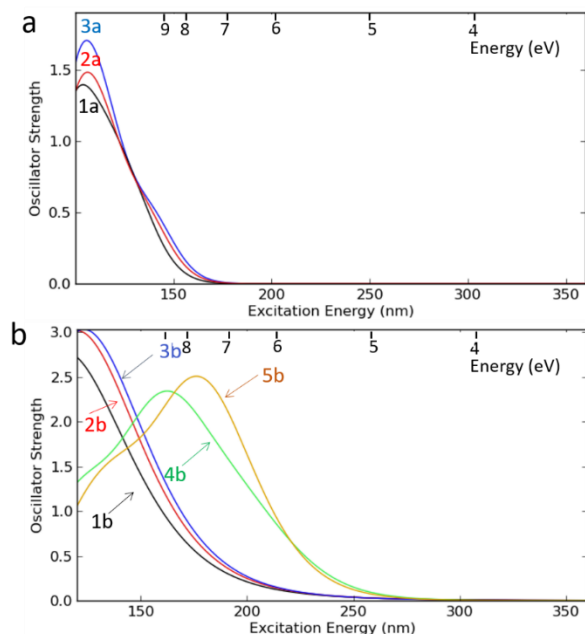 a
3a
2a
1a
9 8 7 6 5 4
Energy (eV)
Oscillator Strength
1.5
1.0
0.5
0.0
150 200 250 300 350
Excitation Energy (nm)
b
3b
2b
1b
4b
5b
8 7 6 5 4
Energy (eV)
Oscillator Strength
3.0
2.5
2.0
1.5
1.0
0.5
0.0
150 200 250 300 350
Excitation Energy (nm)